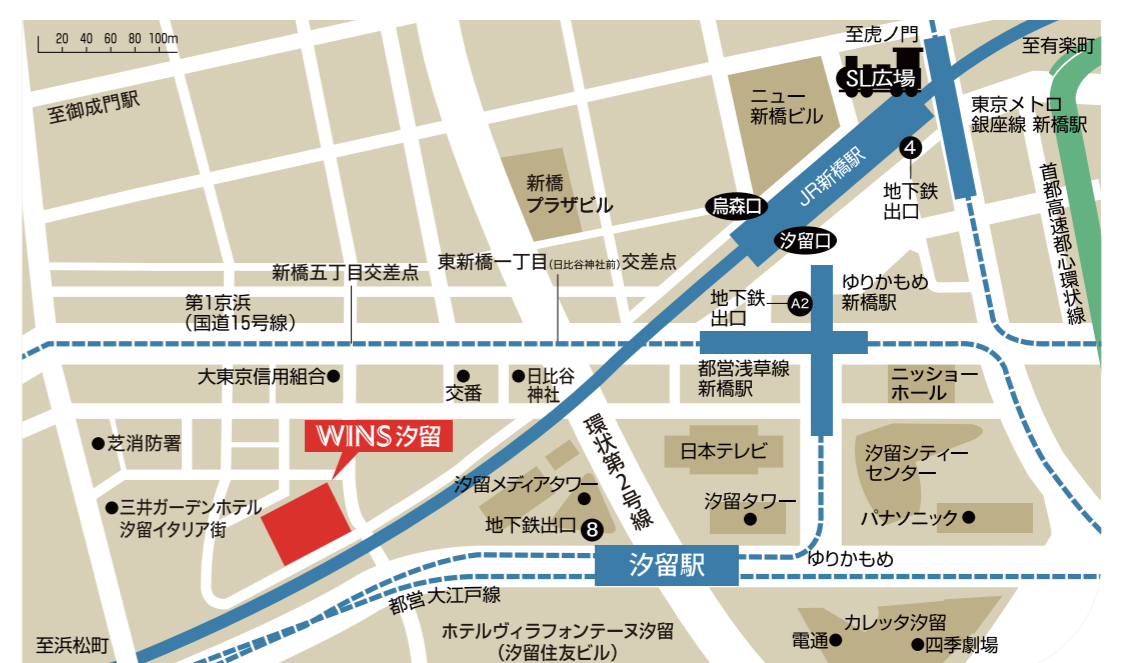 20 40 60 80 100m
至虎ノ門
至有楽町
SL広場
至御成門駅
ニュー
新橋ビル
東京メトロ
銀座線 新橋駅
4
地下鉄
出口
JR新橋駅
首都高速都心環状線
新橋
プラザビル
烏森口
汐留口
新橋五丁目交差点
東新橋一丁目(日比谷神社前)交差点
第1京浜
(国道15号線)
地下鉄
出口
A2
ゆりかもめ
新橋駅
大東京信用組合
交番
日比谷
神社
都営浅草線
新橋駅
ニッショー
ホール
芝消防署
WINS汐留
環状第2号線
日本テレビ
汐留シティー
センター
三井ガーデンホテル
汐留イタリア街
汐留メディアタワー
地下鉄出口
8
汐留タワー
パナソニック
汐留駅
ゆりかもめ
都営大江戸線
至浜松町
ホテルヴィラフォンテーヌ汐留
(汐留住友ビル)
カレッタ汐留
電通
四季劇場